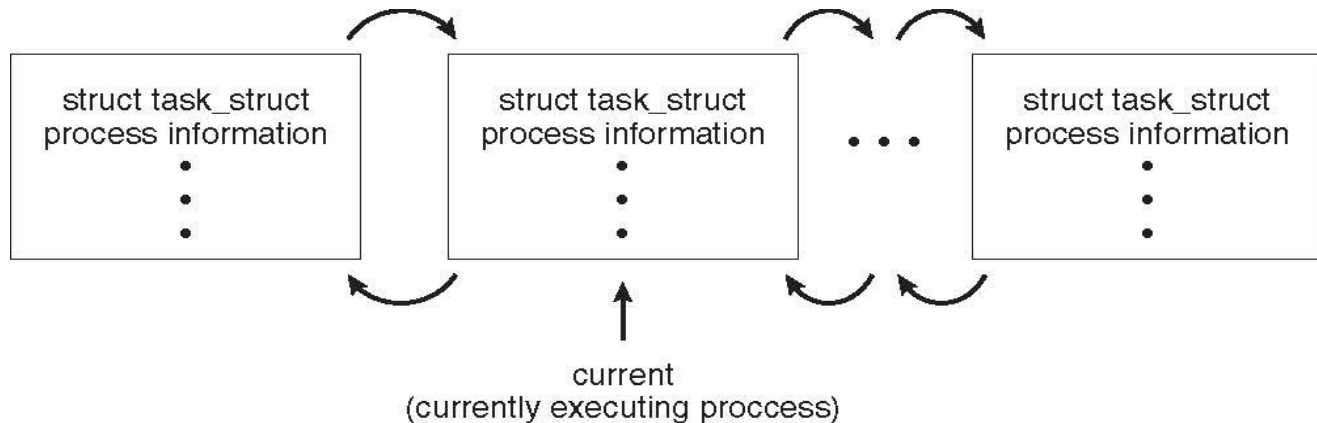 struct task_struct
process information
struct task_struct
process information
struct task_struct
process information
current
(currently executing proccess)